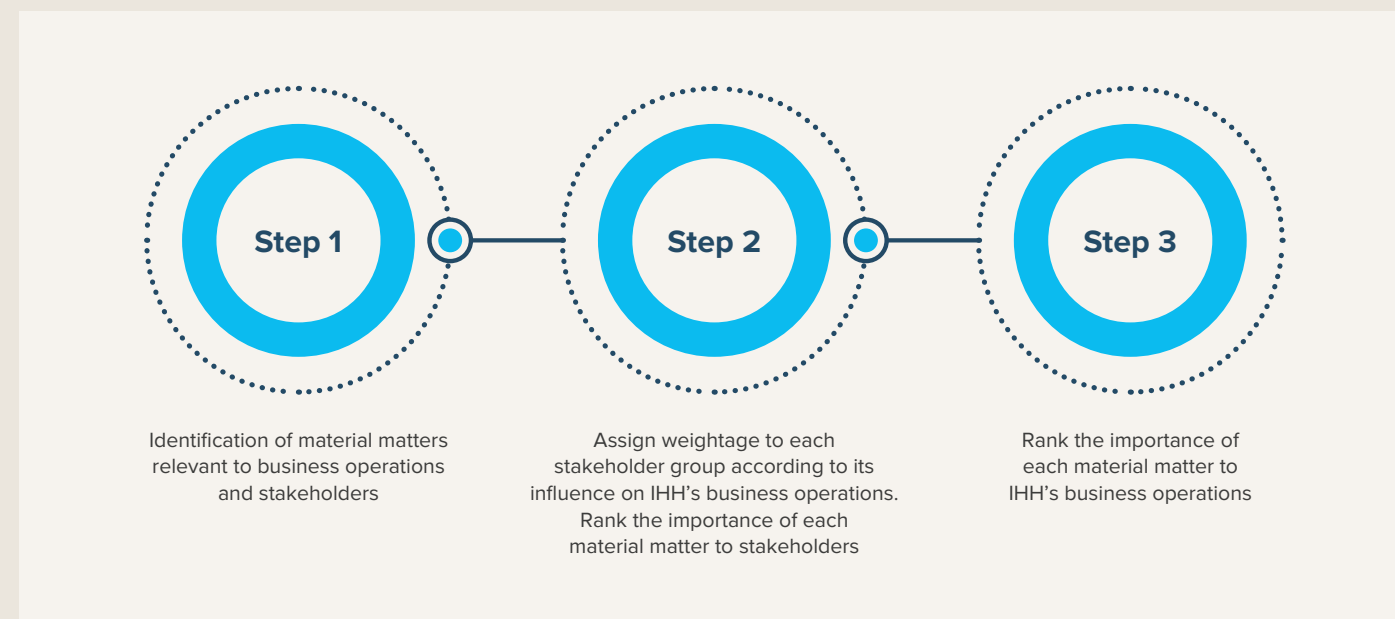 Step 1
Step 2
Step 3
Identification of material matters
relevant to business operations
and stakeholders
Assign weightage to each
stakeholder group according to its
influence on IHH’s business operations.
Rank the importance of each
material matter to stakeholders
Rank the importance of
each material matter to
IHH’s business operations